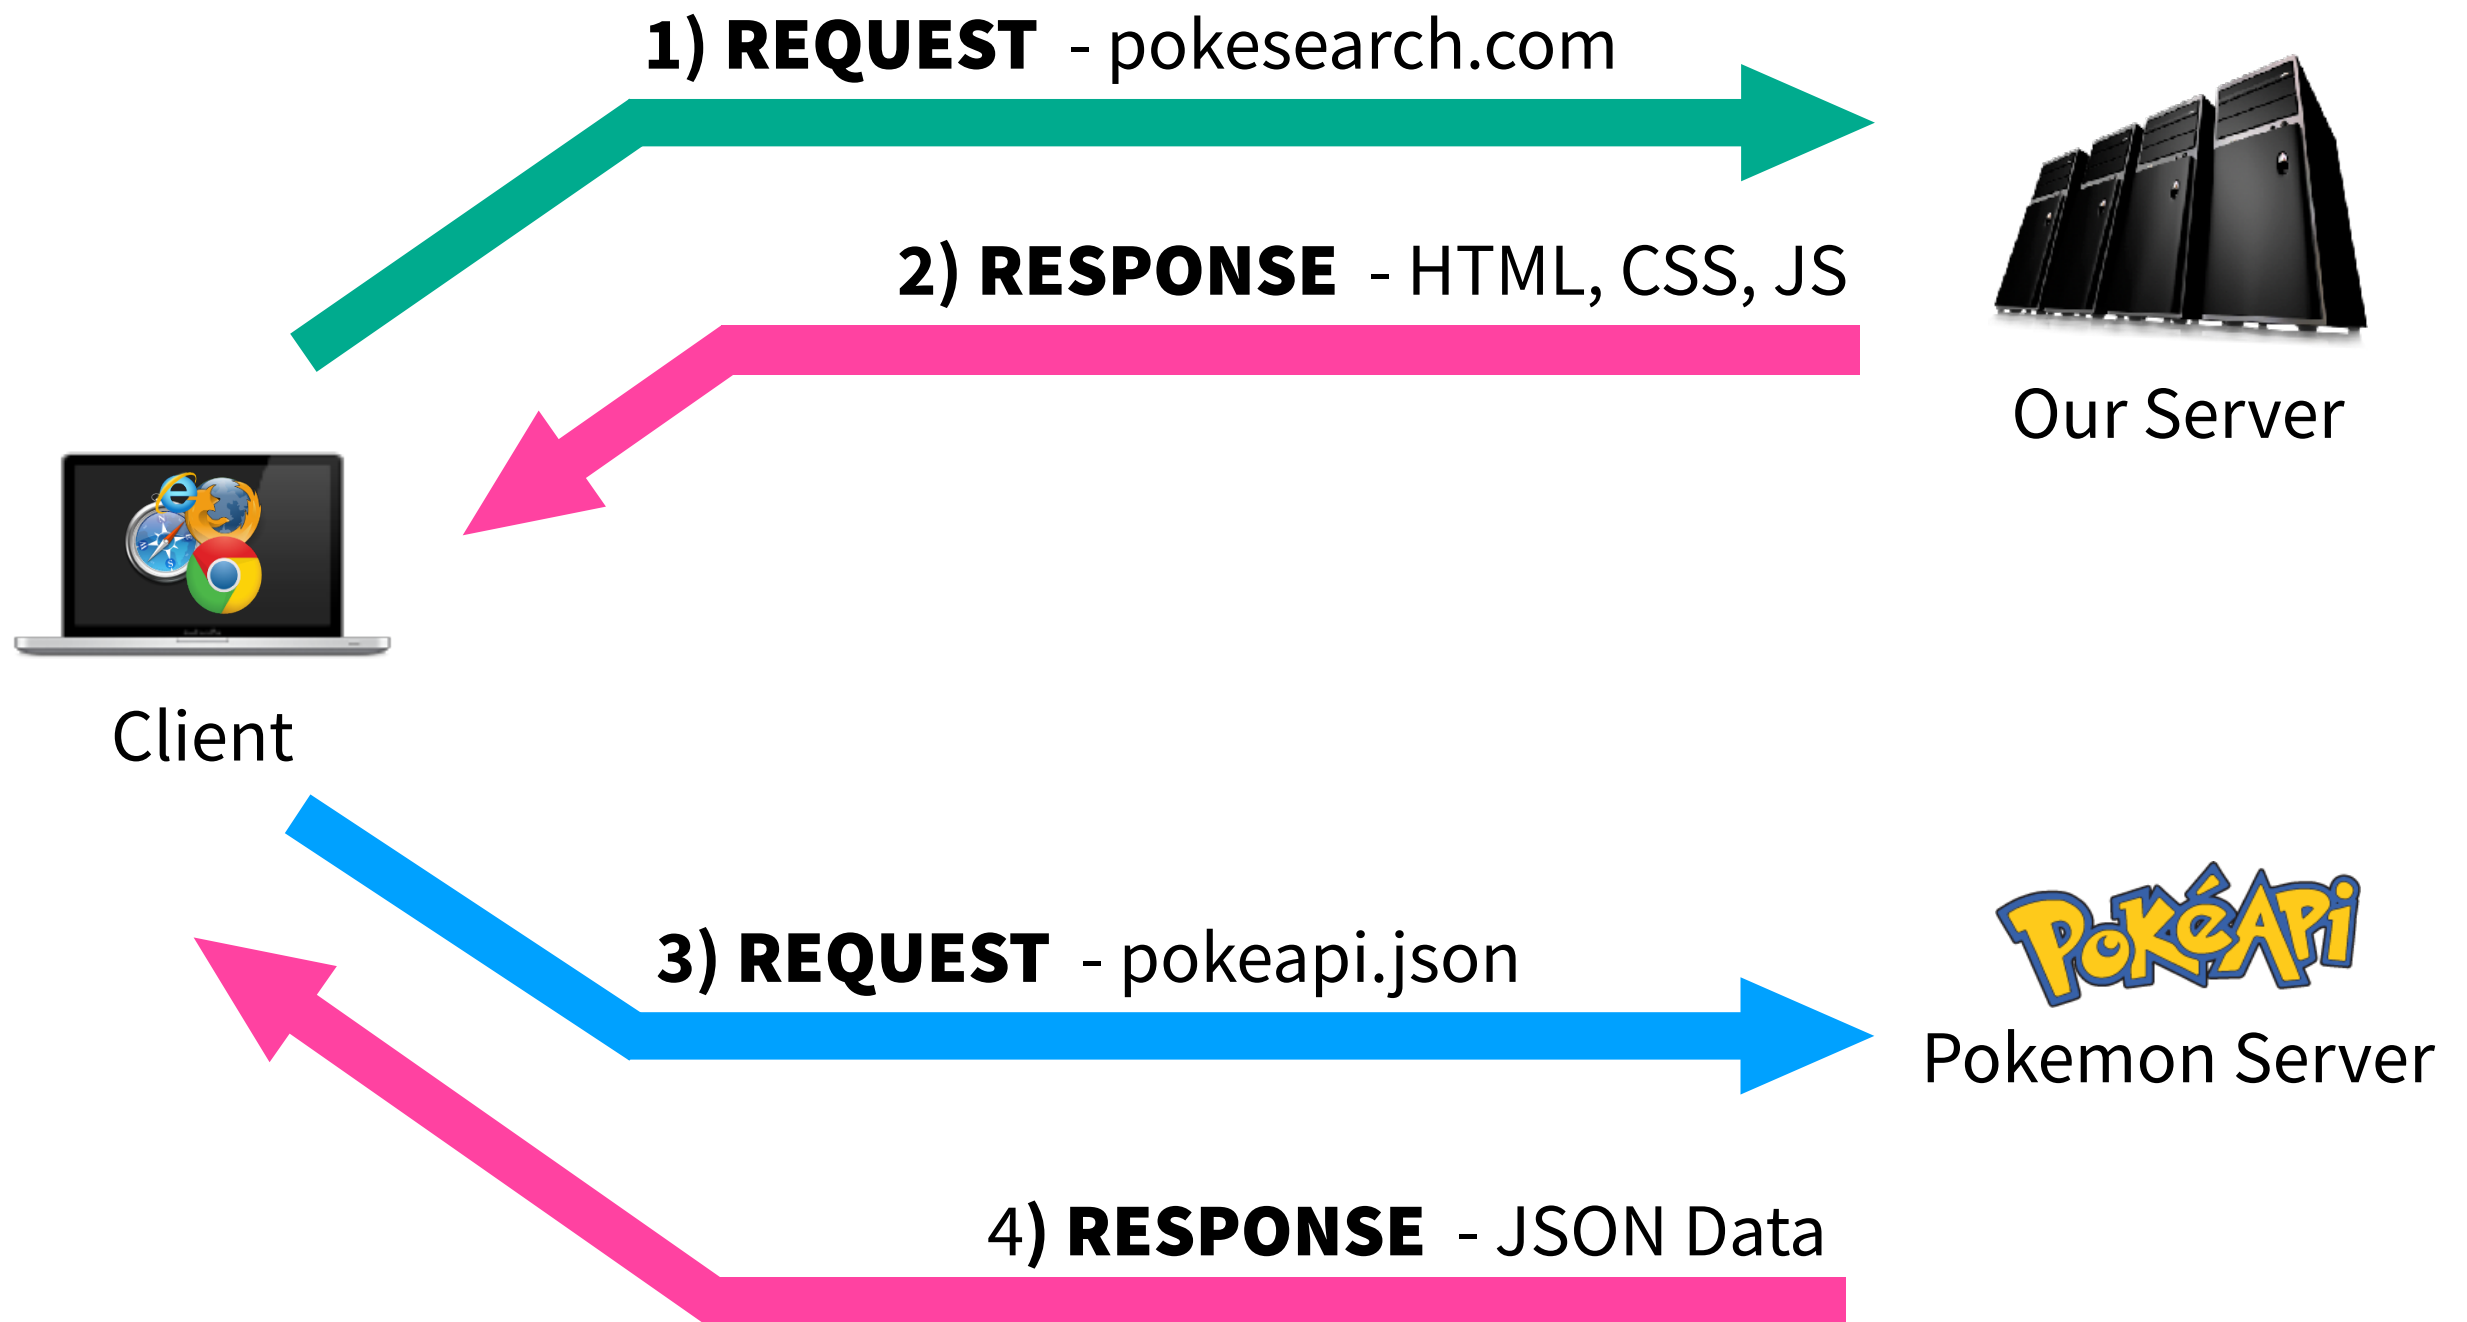 1) REQUEST - pokesearch.com
2) RESPONSE - HTML, CSS, JS
Our Server
Client
3) REQUEST - pokeapi.json
PokéAPi
Pokemon Server
4) RESPONSE - JSON Data